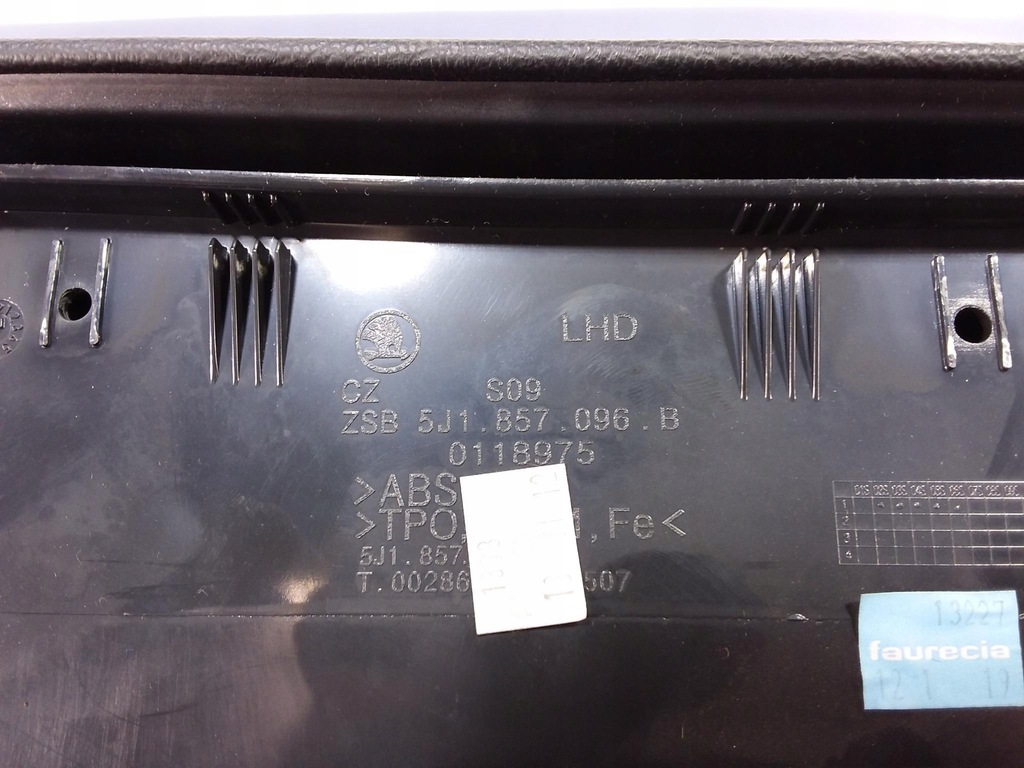 LHD
CZ S09
ZSB 5J1.857.096.B
0118975
>ABS
>TPO, , Fe<
5J1.857.
T.00286 507
13227
faurecia
12 1 19